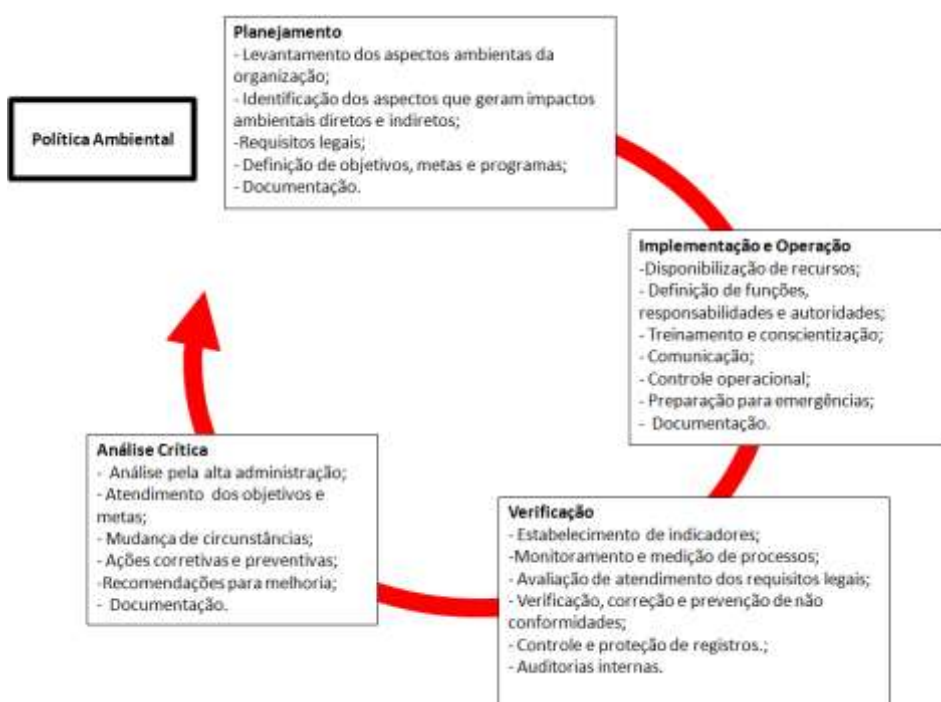 Política Ambiental
Planejamento
- Levantamento dos aspectos ambientas da
organização;
- Identificação dos aspectos que geram impactos
ambientais diretos e indiretos;
-Requisitos legais;
- Definição de objetivos, metas e programas;
- Documentação.
Implementação e Operação
-Disponibilização de recursos;
- Definição de funções,
responsabilidades e autoridades;
- Treinamento e conscientização;
- Comunicação;
- Controle operacional;
- Preparação para emergências;
- Documentação.
Verificação
- Estabelecimento de indicadores;
-Monitoramento e medição de processos;
- Avaliação de atendimento dos requisitos legais;
- Verificação, correção e prevenção de não
conformidades;
- Controle e proteção de registros.;
- Auditorias internas.
Análise Crítica
- Análise pela alta administração;
- Atendimento dos objetivos e
metas;
- Mudança de circunstâncias;
- Ações corretivas e preventivas;
-Recomendações para melhoria;
- Documentação.